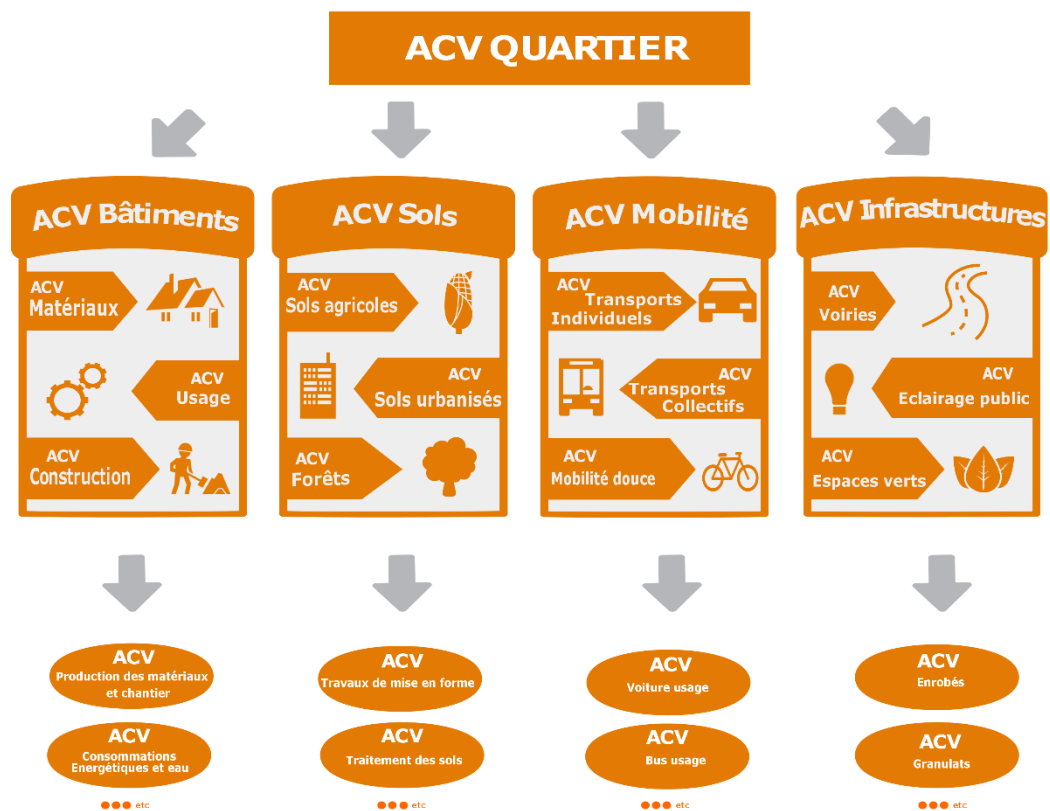 ACV QUARTIER
ACV Bâtiments
ACV
Matériaux
ACV
Usage
ACV
Construction
ACV Sols
ACV
Sols agricoles
ACV
Sols urbanisés
ACV
Forêts
ACV Mobilité
ACV
Transports
Individuels
ACV
Transports
Collectifs
ACV
Mobilité douce
ACV Infrastructures
ACV
Voiries
ACV
Eclairage public
ACV
Espaces verts
ACV
Production des matériaux
et chantier
ACV
Consommations
Energétiques et eau
etc
ACV
Travaux de mise en forme
ACV
Traitement des sols
etc
ACV
Voiture usage
ACV
Bus usage
etc
ACV
Enrobés
ACV
Granulats
etc